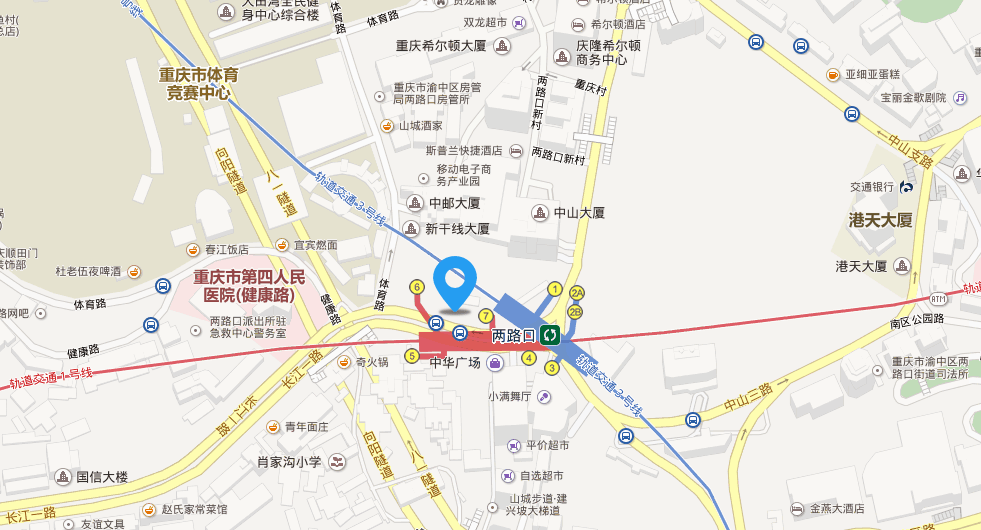 大田湾全民健
身中心综合楼
体育路
体育路
贺龙雕像
双龙超市
重庆希尔顿大厦
希尔顿酒店
庆隆希尔顿
商务中心
重庆市体育
竞赛中心
重庆市渝中区房管
局两路口房管所
山城酒家
两路口新村
重庆村
亚细亚蛋糕
宝丽金歌剧院
中山支路
斯普兰快捷酒店
两路口新村
向阳隧道
八一隧道
轨道交通3号线
移动电子商
务产业园
中邮大厦
中山大厦
新干线大厦
交通银行
港天大厦
港天大厦
号线
店)
庆顺田门
装饰部
春江饭店
宜宾燃面
杜老伍夜啤酒
重庆市第四人民
医院(健康路)
体育路
体育路
健康路
健康路
路网吧
两路口派出所驻
急救中心警务室
6
7
1
2A
2B
5
4
3
两路口
中华广场
ATM
轨道
南区公园路
轨道交通1号线
长江一路
长江一路
奇火锅
轨道交通3号线
重庆市渝中区两
路口街道司法所
小满舞厅
中山三路
青年面庄
向阳隧道
八一隧道
平价超市
肖家沟小学
自选超市
国信大楼
山城步道·建
兴坡大梯道
长江一路
赵氏家常菜馆
友谊文具
金燕大酒店